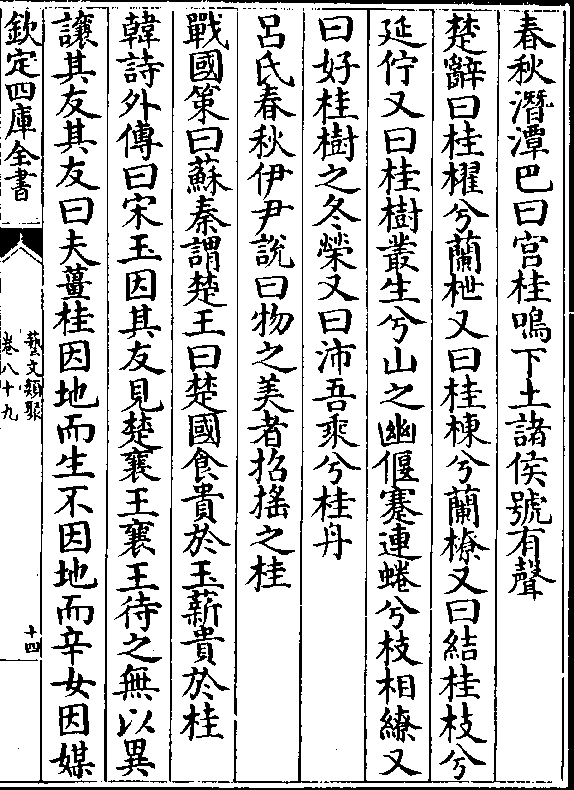 春秋潛潭巴曰宫桂鳴下土諸侯號有聲
楚辭曰桂櫂兮蘭枻又曰桂棟兮蘭橑又曰結桂枝兮
延佇又曰桂樹叢生兮山之幽偃蹇連蜷兮枝相繚又
曰好桂樹之冬榮又曰沛吾乘兮桂舟
呂氏春秋伊尹說曰物之美者招搖之桂
戰國策曰蘇秦謂楚王曰楚國食貴於玉薪貴於桂
韓詩外傳曰宋玉因其友見楚襄王襄王待之無以異
讓其友其友曰夫薑桂因地而生不因地而辛女因媒
欽定四庫全書
藝文類聚
卷八十九
十四